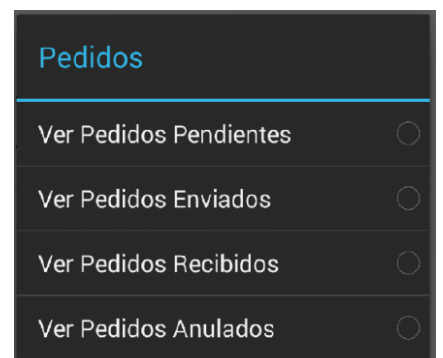 Pedidos
Ver Pedidos Pendientes
Ver Pedidos Enviados
Ver Pedidos Recibidos
Ver Pedidos Anulados